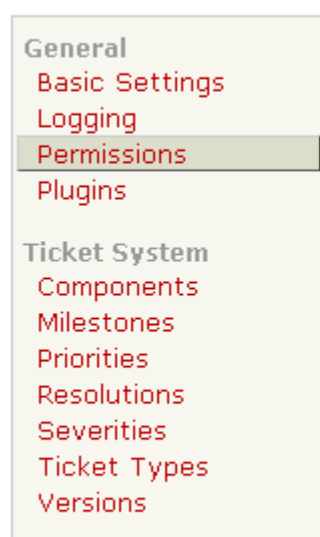 General
Basic Settings
Logging
Permissions
Plugins
Ticket System
Components
Milestones
Priorities
Resolutions
Severities
Ticket Types
Versions